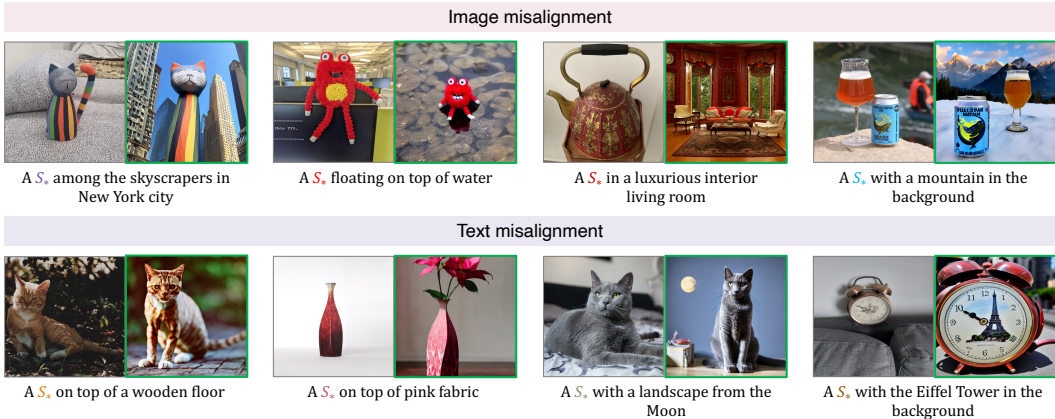 Image misalignment
A S* among the skyscrapers in
New York city
A S* floating on top of water
A S* in a luxurious interior
living room
A S* with a mountain in the
background
Text misalignment
A S* on top of a wooden floor
A S* on top of pink fabric
A S* with a landscape from the
Moon
A S* with the Eiffel Tower in the
background